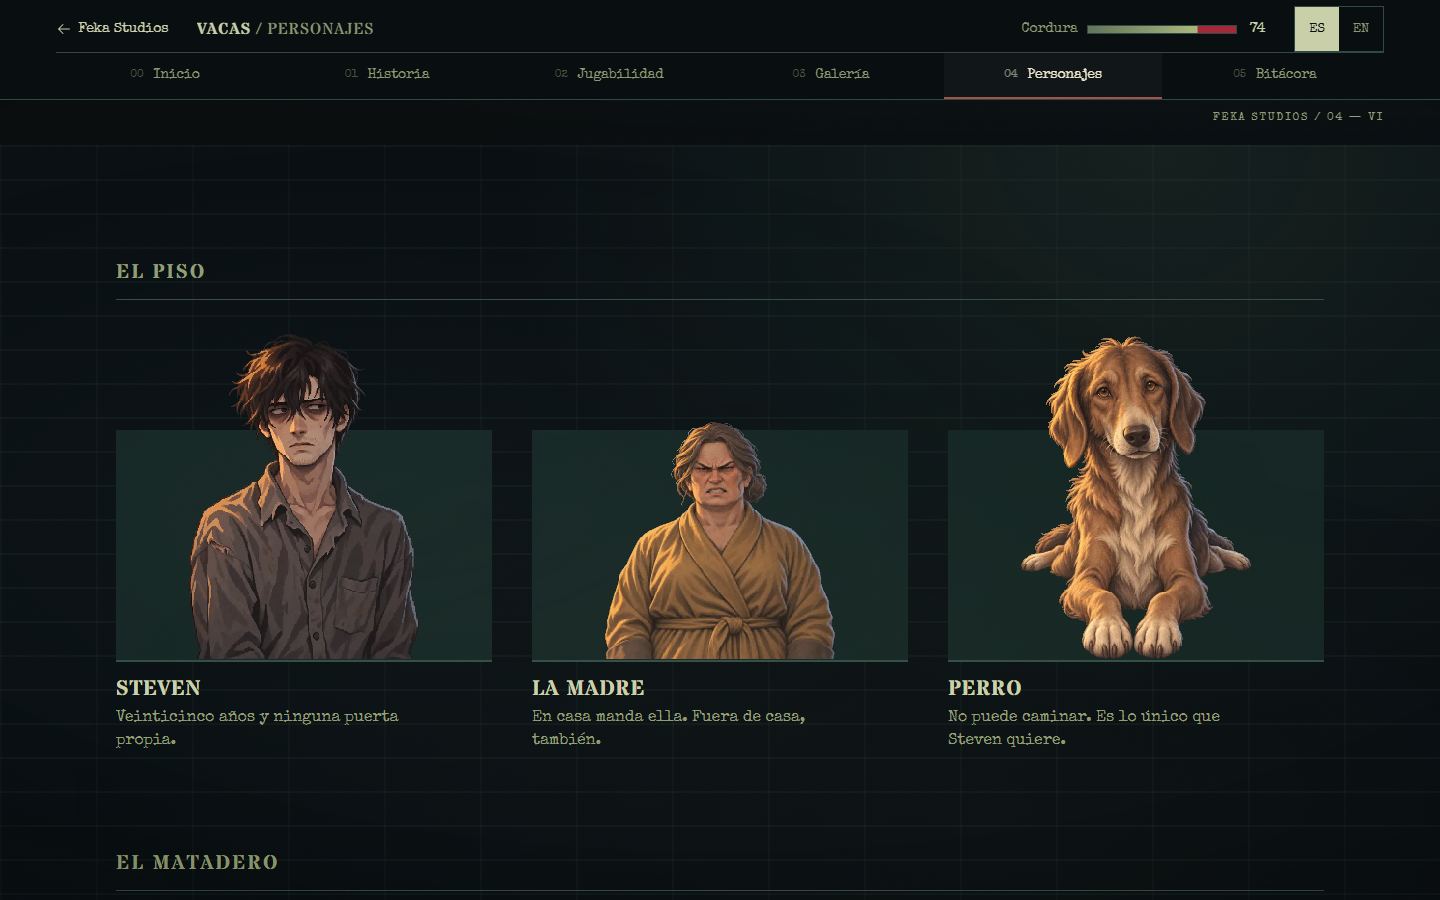 ← Feka Studios VACAS / PERSONAJES Cordura 74 ES EN
00 Inicio 01 Historia 02 Jugabilidad 03 Galería 04 Personajes 05 Bitácora
FEKA STUDIOS / 04 — VI
EL PISO
STEVEN
Veinticinco años y ninguna puerta
propia.
LA MADRE
En casa manda ella. Fuera de casa,
también.
PERRO
No puede caminar. Es lo único que
Steven quiere.
EL MATADERO